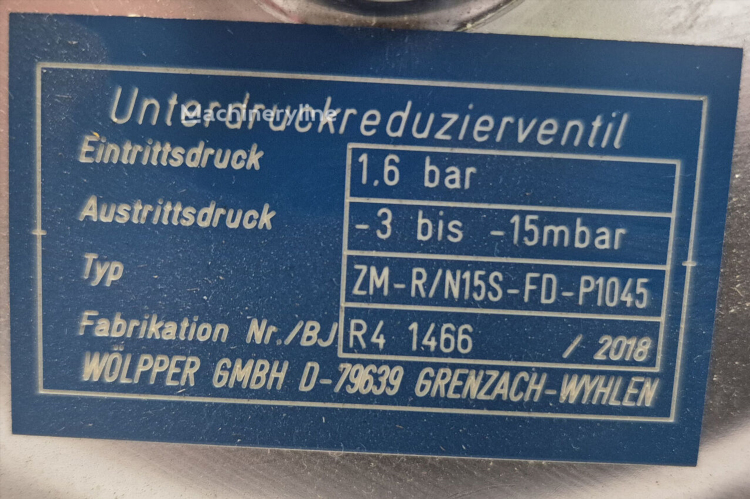 Unterdruckreduzierventil
Machineryline
Eintrittsdruck 1.6 bar
Austrittsdruck -3 bis -15mbar
Typ ZM-R/N15S-FD-P1045
Fabrikation Nr./BJ R4 1466 / 2018
WÖLPPER GMBH D-79639 GRENZACH-WYHLEN